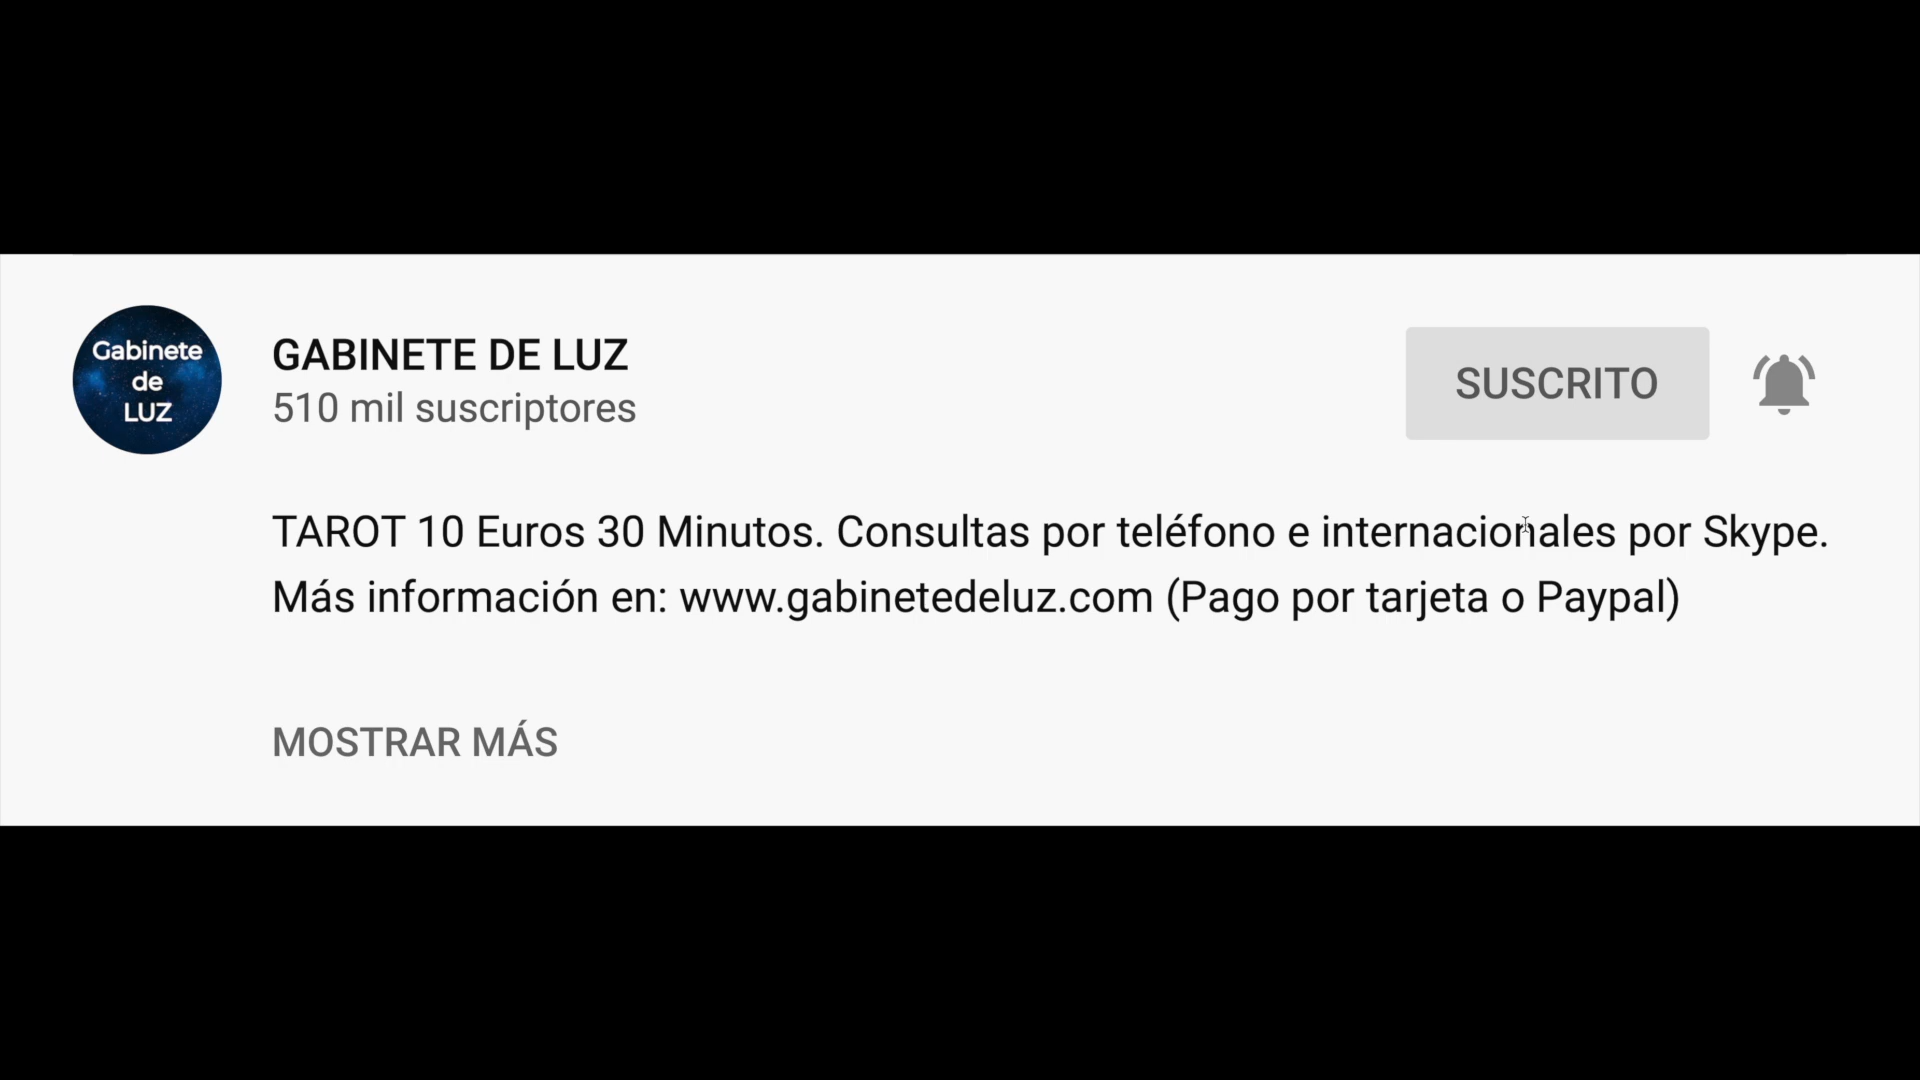 Gabinete
de
LUZ
GABINETE DE LUZ
510 mil suscriptores
SUSCRITO
TAROT 10 Euros 30 Minutos. Consultas por teléfono e internacionales por Skype.
Más información en: www.gabinetedeluz.com (Pago por tarjeta o Paypal)
MOSTRAR MÁS